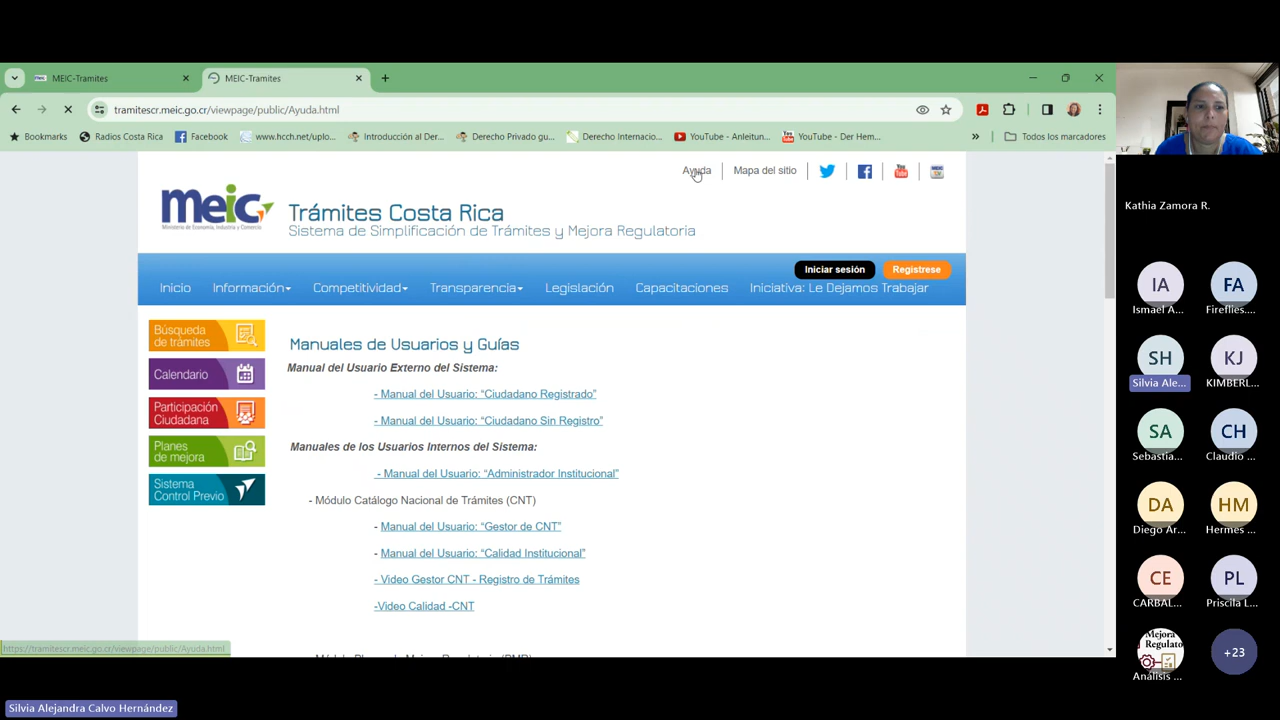 MEIC-Tramites
MEIC-Tramites
tramitescr.meic.go.cr/viewpage/public/Ayuda.html
Bookmarks
Radios Costa Rica
Facebook
www.hcch.net/uplo...
Introducción al Der...
Derecho Privado gu...
Derecho Internacio...
YouTube - Anleitun...
YouTube - Der Hem...
Todos los marcadores
Ayuda
Mapa del sitio
meic
Ministerio de Economía, Industria y Comercio
Trámites Costa Rica
Sistema de Simplificación de Trámites y Mejora Regulatoria
Iniciar sesión
Regístrese
Inicio
Información
Competitividad
Transparencia
Legislación
Capacitaciones
Iniciativa: Le Dejamos Trabajar
Búsqueda
de trámites
Calendario
Participación
Ciudadana
Planes
de mejora
Sistema
Control Previo
Manuales de Usuarios y Guías
Manual del Usuario Externo del Sistema:
- Manual del Usuario: “Ciudadano Registrado”
- Manual del Usuario: “Ciudadano Sin Registro”
Manuales de los Usuarios Internos del Sistema:
- Manual del Usuario: “Administrador Institucional”
- Módulo Catálogo Nacional de Trámites (CNT)
- Manual del Usuario: “Gestor de CNT”
- Manual del Usuario: “Calidad Institucional”
- Video Gestor CNT - Registro de Trámites
-Video Calidad -CNT
https://tramitescr.meic.go.cr/viewpage/public/Ayuda.html
Kathia Zamora R.
IA
Ismael A...
FA
Fireflies....
SH
Silvia Ale...
KJ
KIMBERL...
SA
Sebastia...
CH
Claudio ...
DA
Diego Ar...
HM
Hermes ...
CE
CARBAL...
PL
Priscila L...
Mejora
Regulato
Análisis ...
+23
Silvia Alejandra Calvo Hernández